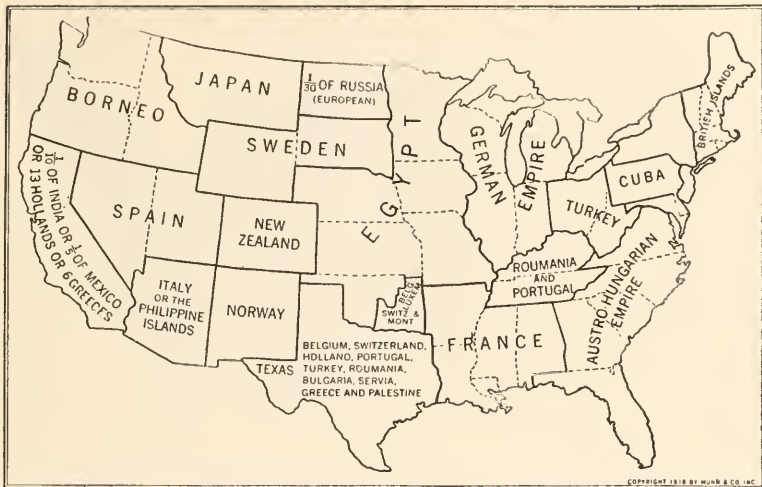 JAPAN
1/30 OF RUSSIA
(EUROPEAN)
BORNEO
SWEDEN
EGYPT
GERMAN
EMPIRE
BRITISH ISLANDS
CUBA
TURKEY
1/10 OF INDIA OR 1/5 OF MEXICO
OR 13 HOLLANDS OR 6 GREECES
SPAIN
NEW
ZEALAND
ROUMANIA
AND
PORTUGAL
AUSTRO-HUNGARIAN
EMPIRE
ITALY
OR THE
PHILIPPINE
ISLANDS
NORWAY
BELG.
LUXEM.
SWITZ. &
MONT
FRANCE
TEXAS
BELGIUM, SWITZERLAND,
HOLLAND, PORTUGAL,
TURKEY, ROUMANIA,
BULGARIA, SERVIA,
GREECE AND PALESTINE
COPYRIGHT 1918 BY MUNN & CO INC